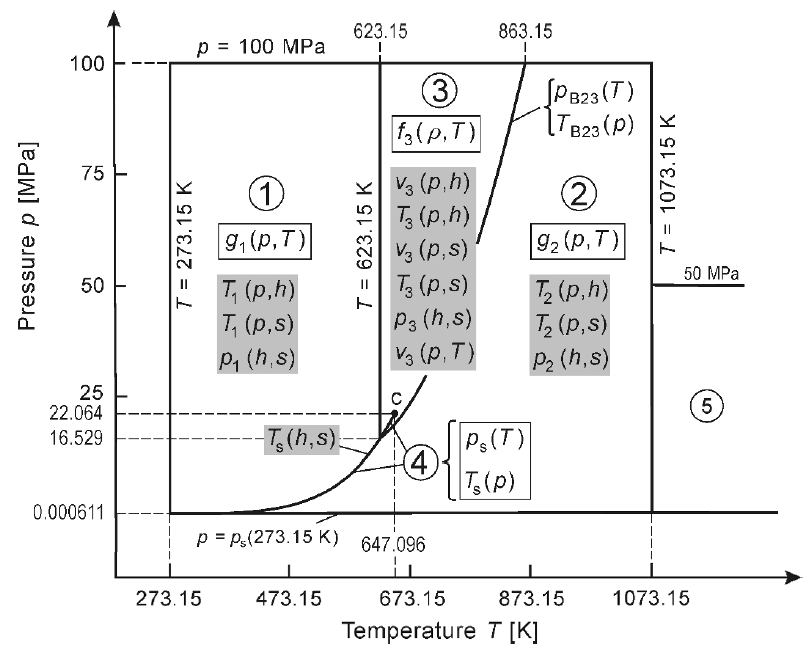 623.15
863.15
p = 100 MPa
100
75
50
25
22.064
16.529
0.000611
Pressure p [MPa]
T = 273.15 K
1
g₁(p,T)
T₁(p,h)
T₁(p,s)
p₁(h,s)
T = 623.15 K
3
f₃(ρ,T)
v₃(p,h)
T₃(p,h)
v₃(p,s)
T₃(p,s)
p₃(h,s)
v₃(p,T)
p_B23(T)
T_B23(p)
2
g₂(p,T)
T₂(p,h)
T₂(p,s)
p₂(h,s)
T = 1073.15 K
50 MPa
5
c
Tₛ(h,s)
4
pₛ(T)
Tₛ(p)
p = pₛ(273.15 K)
647.096
273.15
473.15
673.15
873.15
1073.15
Temperature T [K]